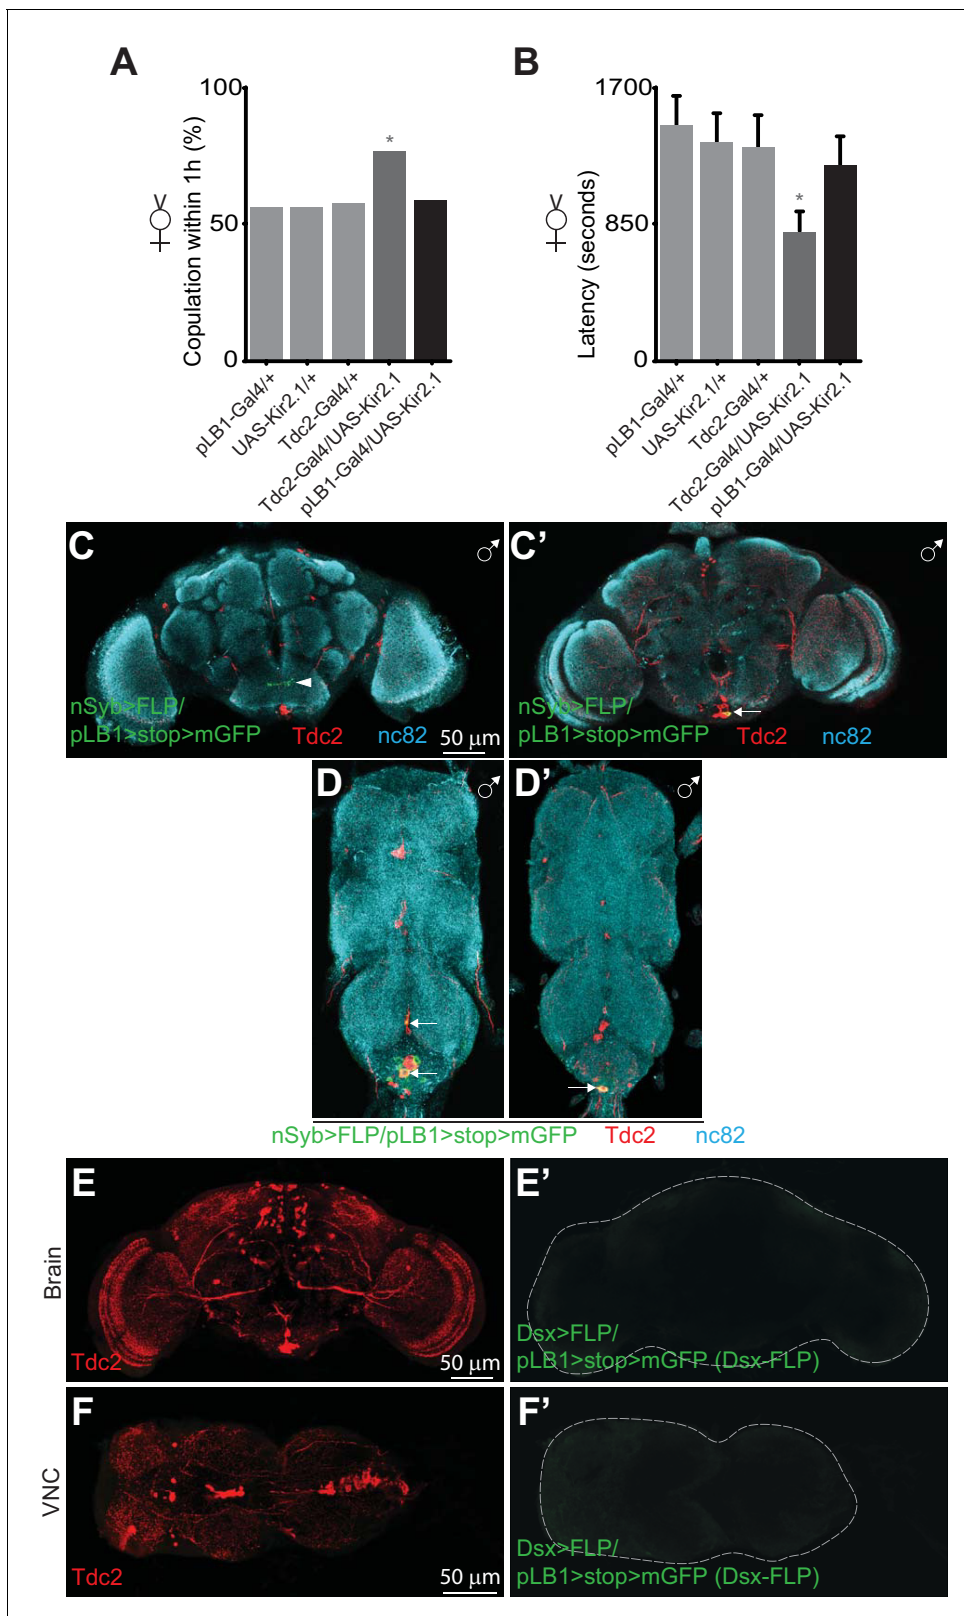 A
B
100
50
0
Copulation within 1h (%)
*
pLB1-Gal4/+
UAS-Kir2.1/+
Tdc2-Gal4/+
Tdc2-Gal4/UAS-Kir2.1
pLB1-Gal4/UAS-Kir2.1
1700
850
0
Latency (seconds)
*
pLB1-Gal4/+
UAS-Kir2.1/+
Tdc2-Gal4/+
Tdc2-Gal4/UAS-Kir2.1
pLB1-Gal4/UAS-Kir2.1
C
♂
nSyb>FLP/
pLB1>stop>mGFP Tdc2 nc82
50 µm
C'
♂
nSyb>FLP/
pLB1>stop>mGFP Tdc2 nc82
D
♂
D'
♂
nSyb>FLP/pLB1>stop>mGFP Tdc2 nc82
Brain
E
Tdc2
50 µm
E'
Dsx>FLP/
pLB1>stop>mGFP (Dsx-FLP)
VNC
F
Tdc2
50 µm
F'
Dsx>FLP/
pLB1>stop>mGFP (Dsx-FLP)